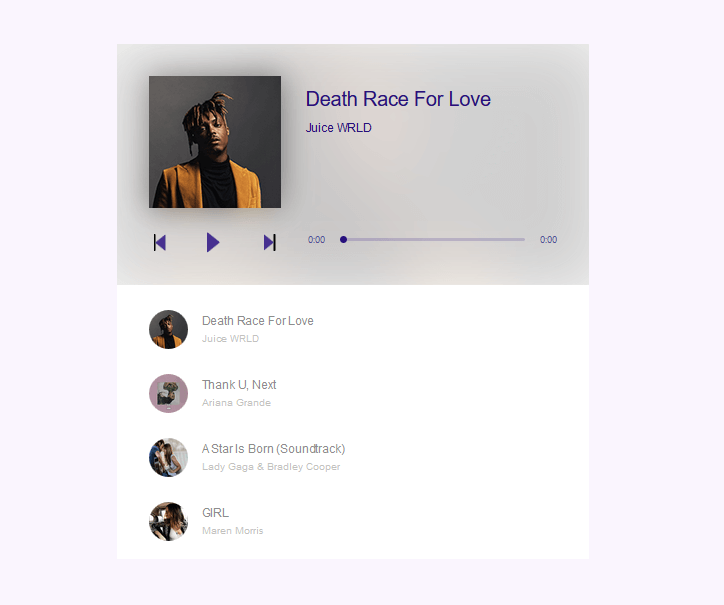 Death Race For Love
Juice WRLD
0:00
0:00
Death Race For Love
Juice WRLD
Thank U, Next
Ariana Grande
A Star Is Born (Soundtrack)
Lady Gaga & Bradley Cooper
GIRL
Maren Morris